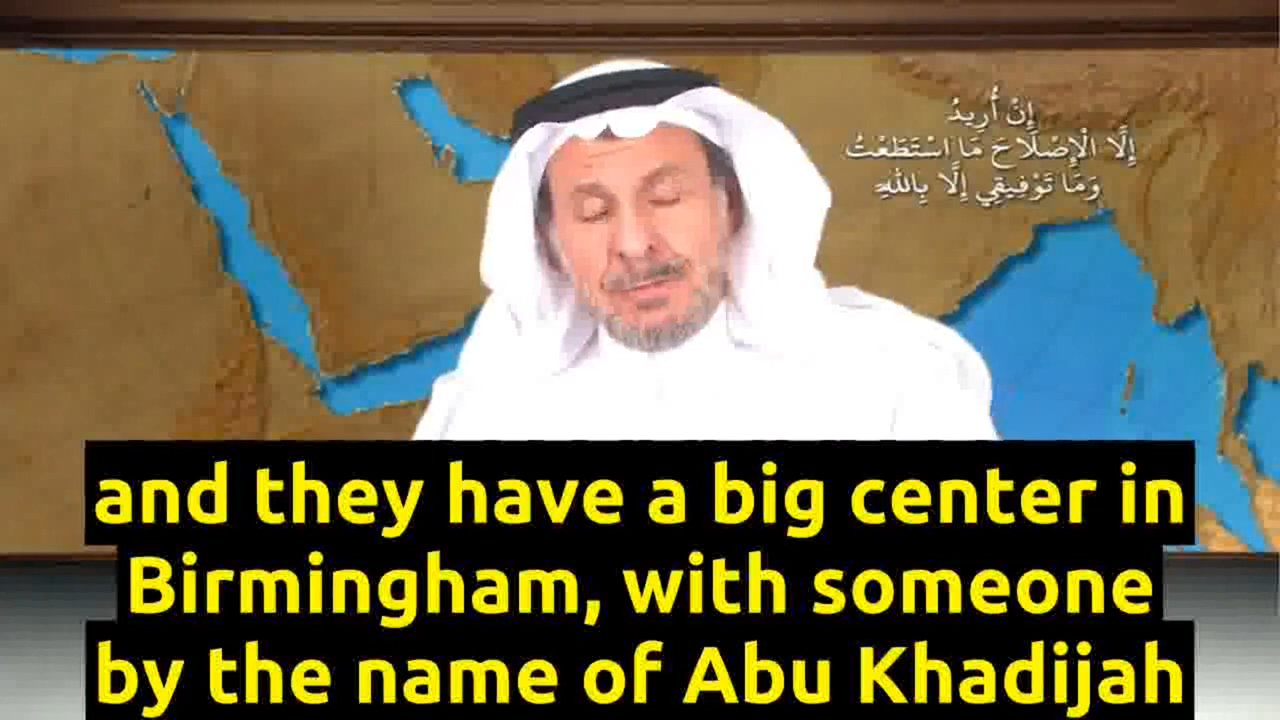 إِنْ أُرِيدُ
إِلَّا الْإِصْلَاحَ مَا اسْتَطَعْتُ
وَمَا تَوْفِيقِي إِلَّا بِاللَّهِ
and they have a big center in
Birmingham, with someone
by the name of Abu Khadijah